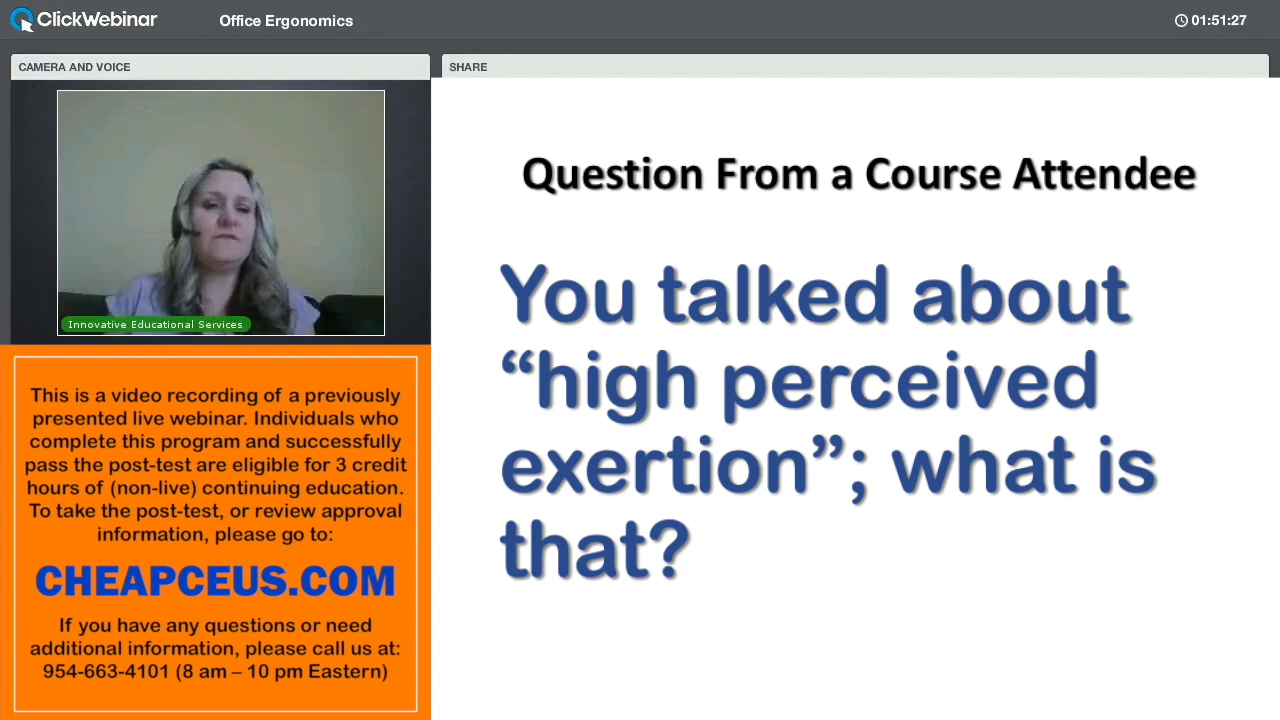 ClickWebinar
Office Ergonomics
01:51:27
CAMERA AND VOICE
SHARE
Innovative Educational Services
This is a video recording of a previously
presented live webinar. Individuals who
complete this program and successfully
pass the post-test are eligible for 3 credit
hours of (non-live) continuing education.
To take the post-test, or review approval
information, please go to:
CHEAPCEUS.COM
If you have any questions or need
additional information, please call us at:
954-663-4101 (8 am – 10 pm Eastern)
Question From a Course Attendee
You talked about
“high perceived
exertion”; what is
that?